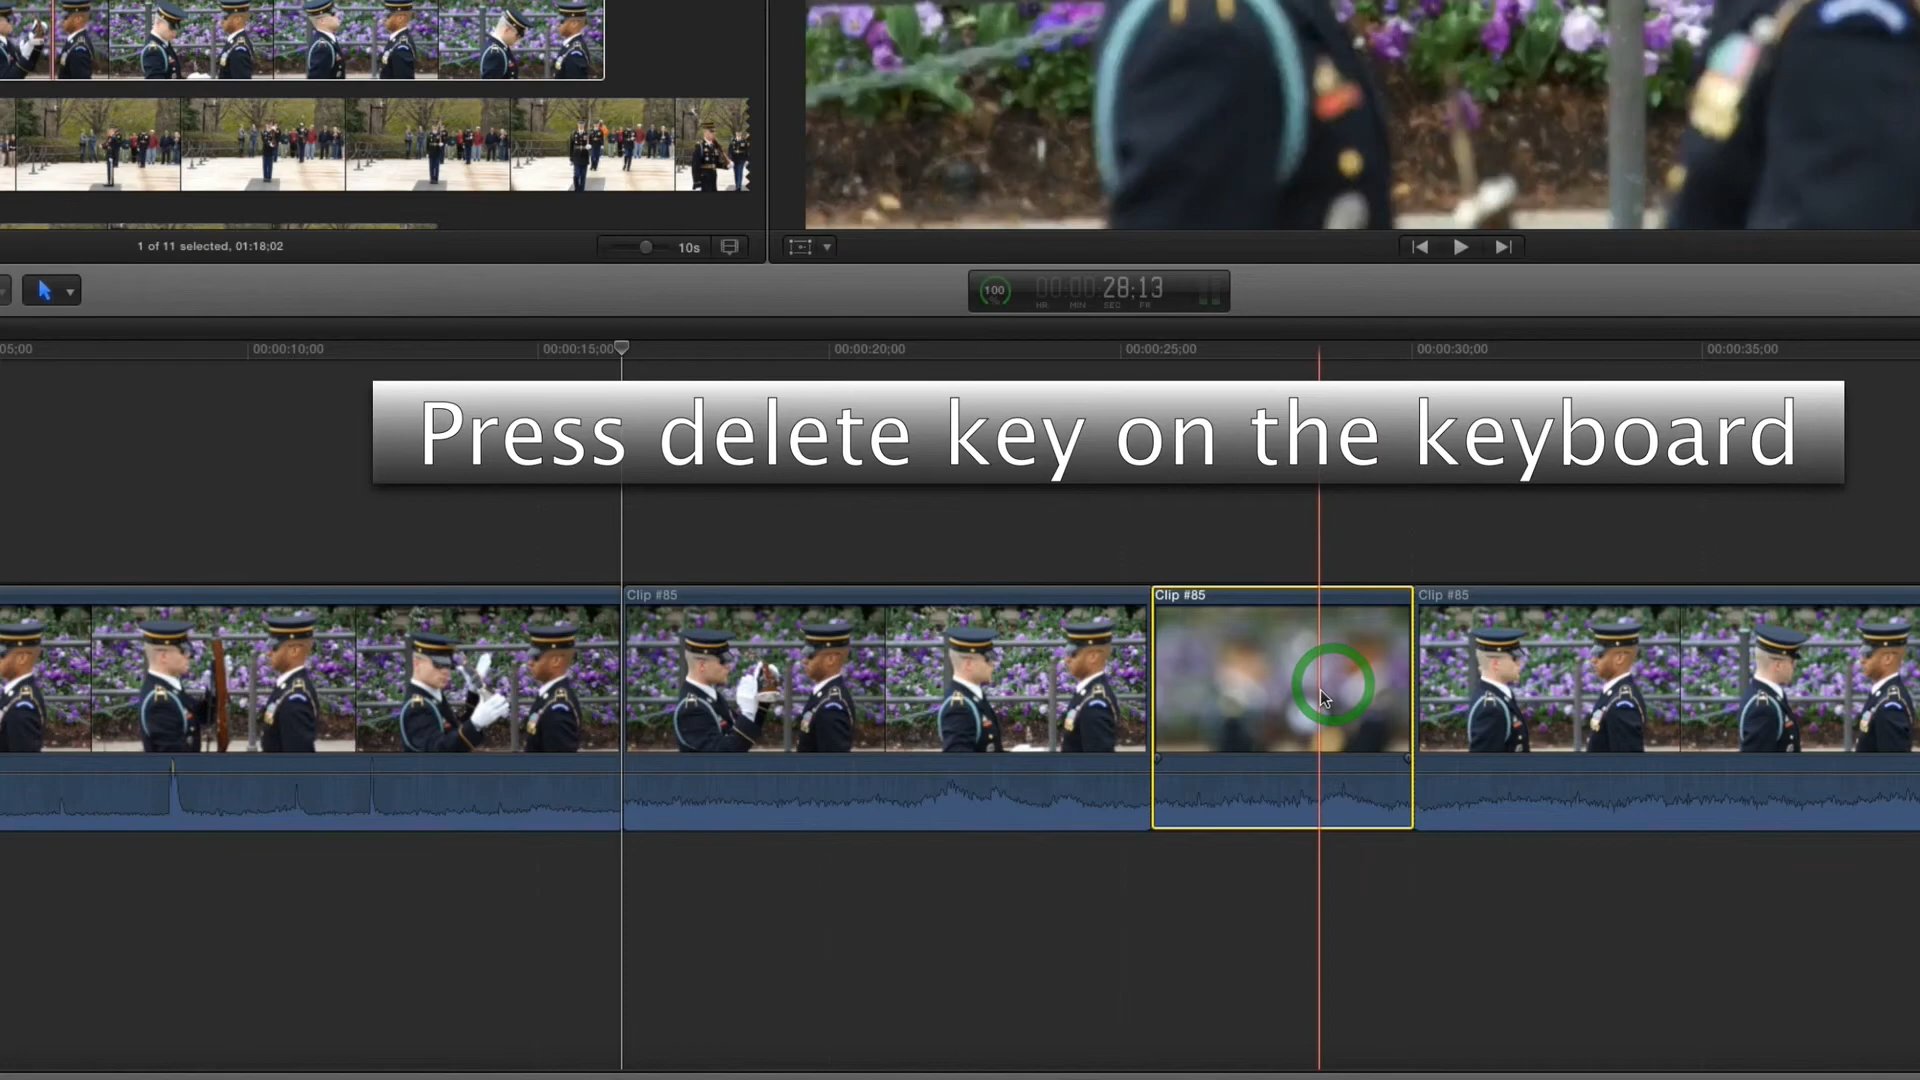 1 of 11 selected, 01:18;02
10s
100
00:00:28;13
HR MIN SEC FR
05;00
00:00:10;00
00:00:15;00
00:00:20;00
00:00:25;00
00:00:30;00
00:00:35;00
Press delete key on the keyboard
Clip #85
Clip #85
Clip #85